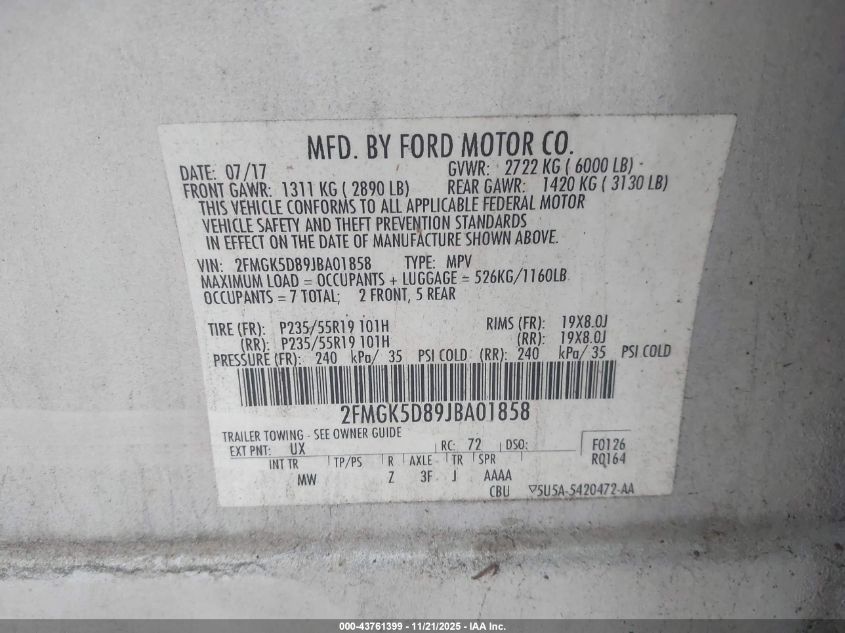 MFD. BY FORD MOTOR CO.
DATE: 07/17 GVWR: 2722 KG ( 6000 LB)
FRONT GAWR: 1311 KG ( 2890 LB) REAR GAWR: 1420 KG ( 3130 LB)
THIS VEHICLE CONFORMS TO ALL APPLICABLE FEDERAL MOTOR
VEHICLE SAFETY AND THEFT PREVENTION STANDARDS
IN EFFECT ON THE DATE OF MANUFACTURE SHOWN ABOVE.
VIN: 2FMGK5D89JBA01858 TYPE: MPV
MAXIMUM LOAD = OCCUPANTS + LUGGAGE = 526KG/1160LB
OCCUPANTS = 7 TOTAL; 2 FRONT, 5 REAR
TIRE (FR): P235/55R19 101H RIMS (FR): 19X8.0J
(RR): P235/55R19 101H (RR): 19X8.0J
PRESSURE (FR): 240 kPa/ 35 PSI COLD (RR): 240 kPa/ 35 PSI COLD
2FMGK5D89JBA01858
TRAILER TOWING - SEE OWNER GUIDE
EXT PNT: UX RC: 72 DSO: F0126
INT TR TP/PS R AXLE TR SPR RQ164
MW Z 3F J AAAA
CBU 5U5A-5420472-AA
000-43761399 - 11/21/2025 - IAA Inc.